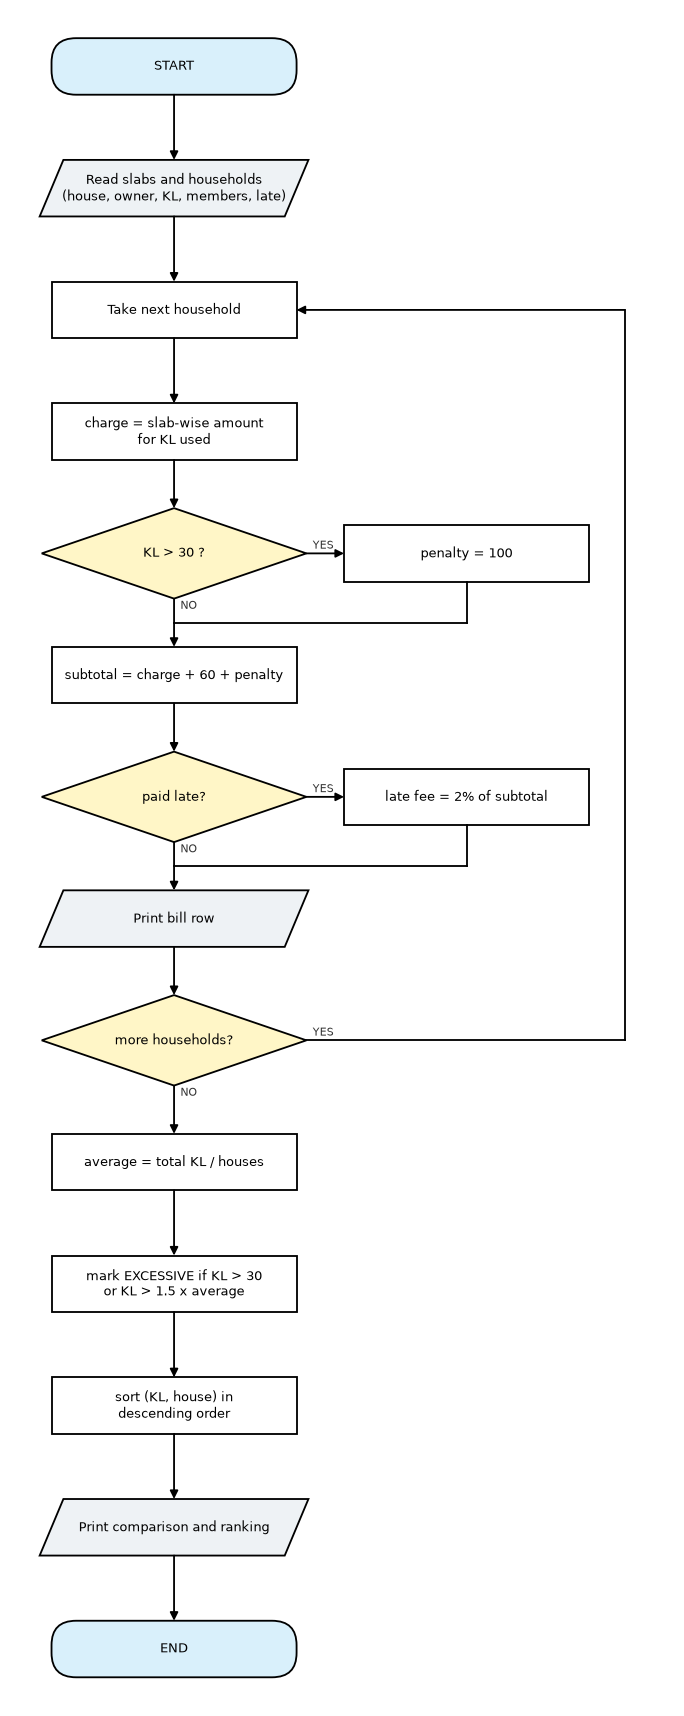 START
Read slabs and households
(house, owner, KL, members, late)
Take next household
charge = slab-wise amount
for KL used
KL > 30 ?
YES
penalty = 100
NO
subtotal = charge + 60 + penalty
paid late?
YES
late fee = 2% of subtotal
NO
Print bill row
more households?
YES
NO
average = total KL / houses
mark EXCESSIVE if KL > 30
or KL > 1.5 x average
sort (KL, house) in
descending order
Print comparison and ranking
END